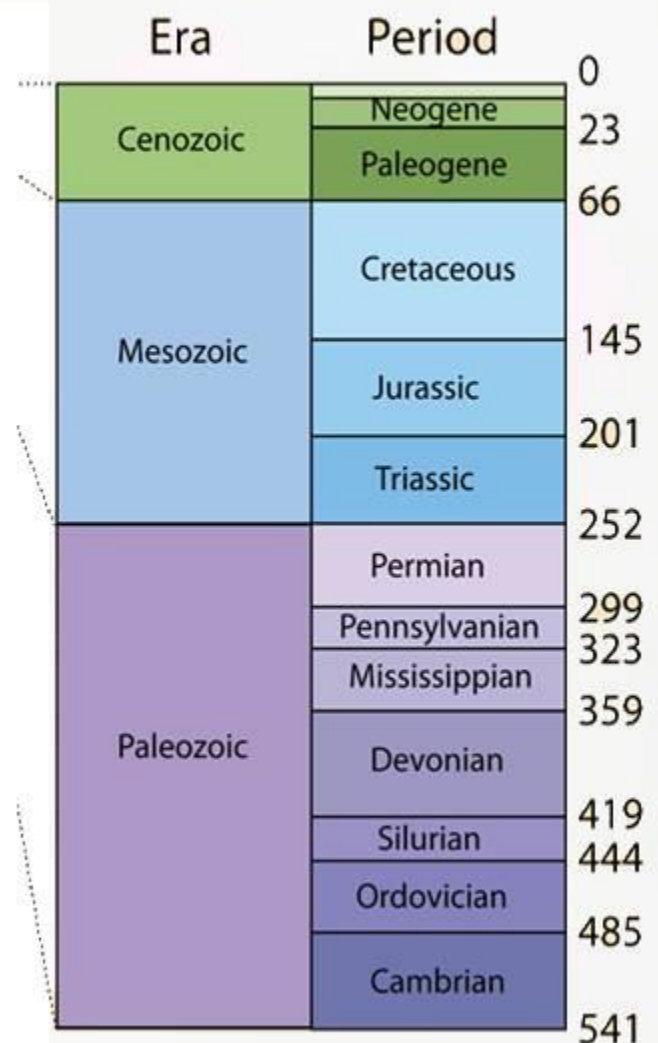 Era Period
0
Neogene
23
Cenozoic
Paleogene
66
Cretaceous
145
Mesozoic
Jurassic
201
Triassic
252
Permian
299
Pennsylvanian
323
Mississippian
359
Paleozoic
Devonian
419
Silurian
444
Ordovician
485
Cambrian
541